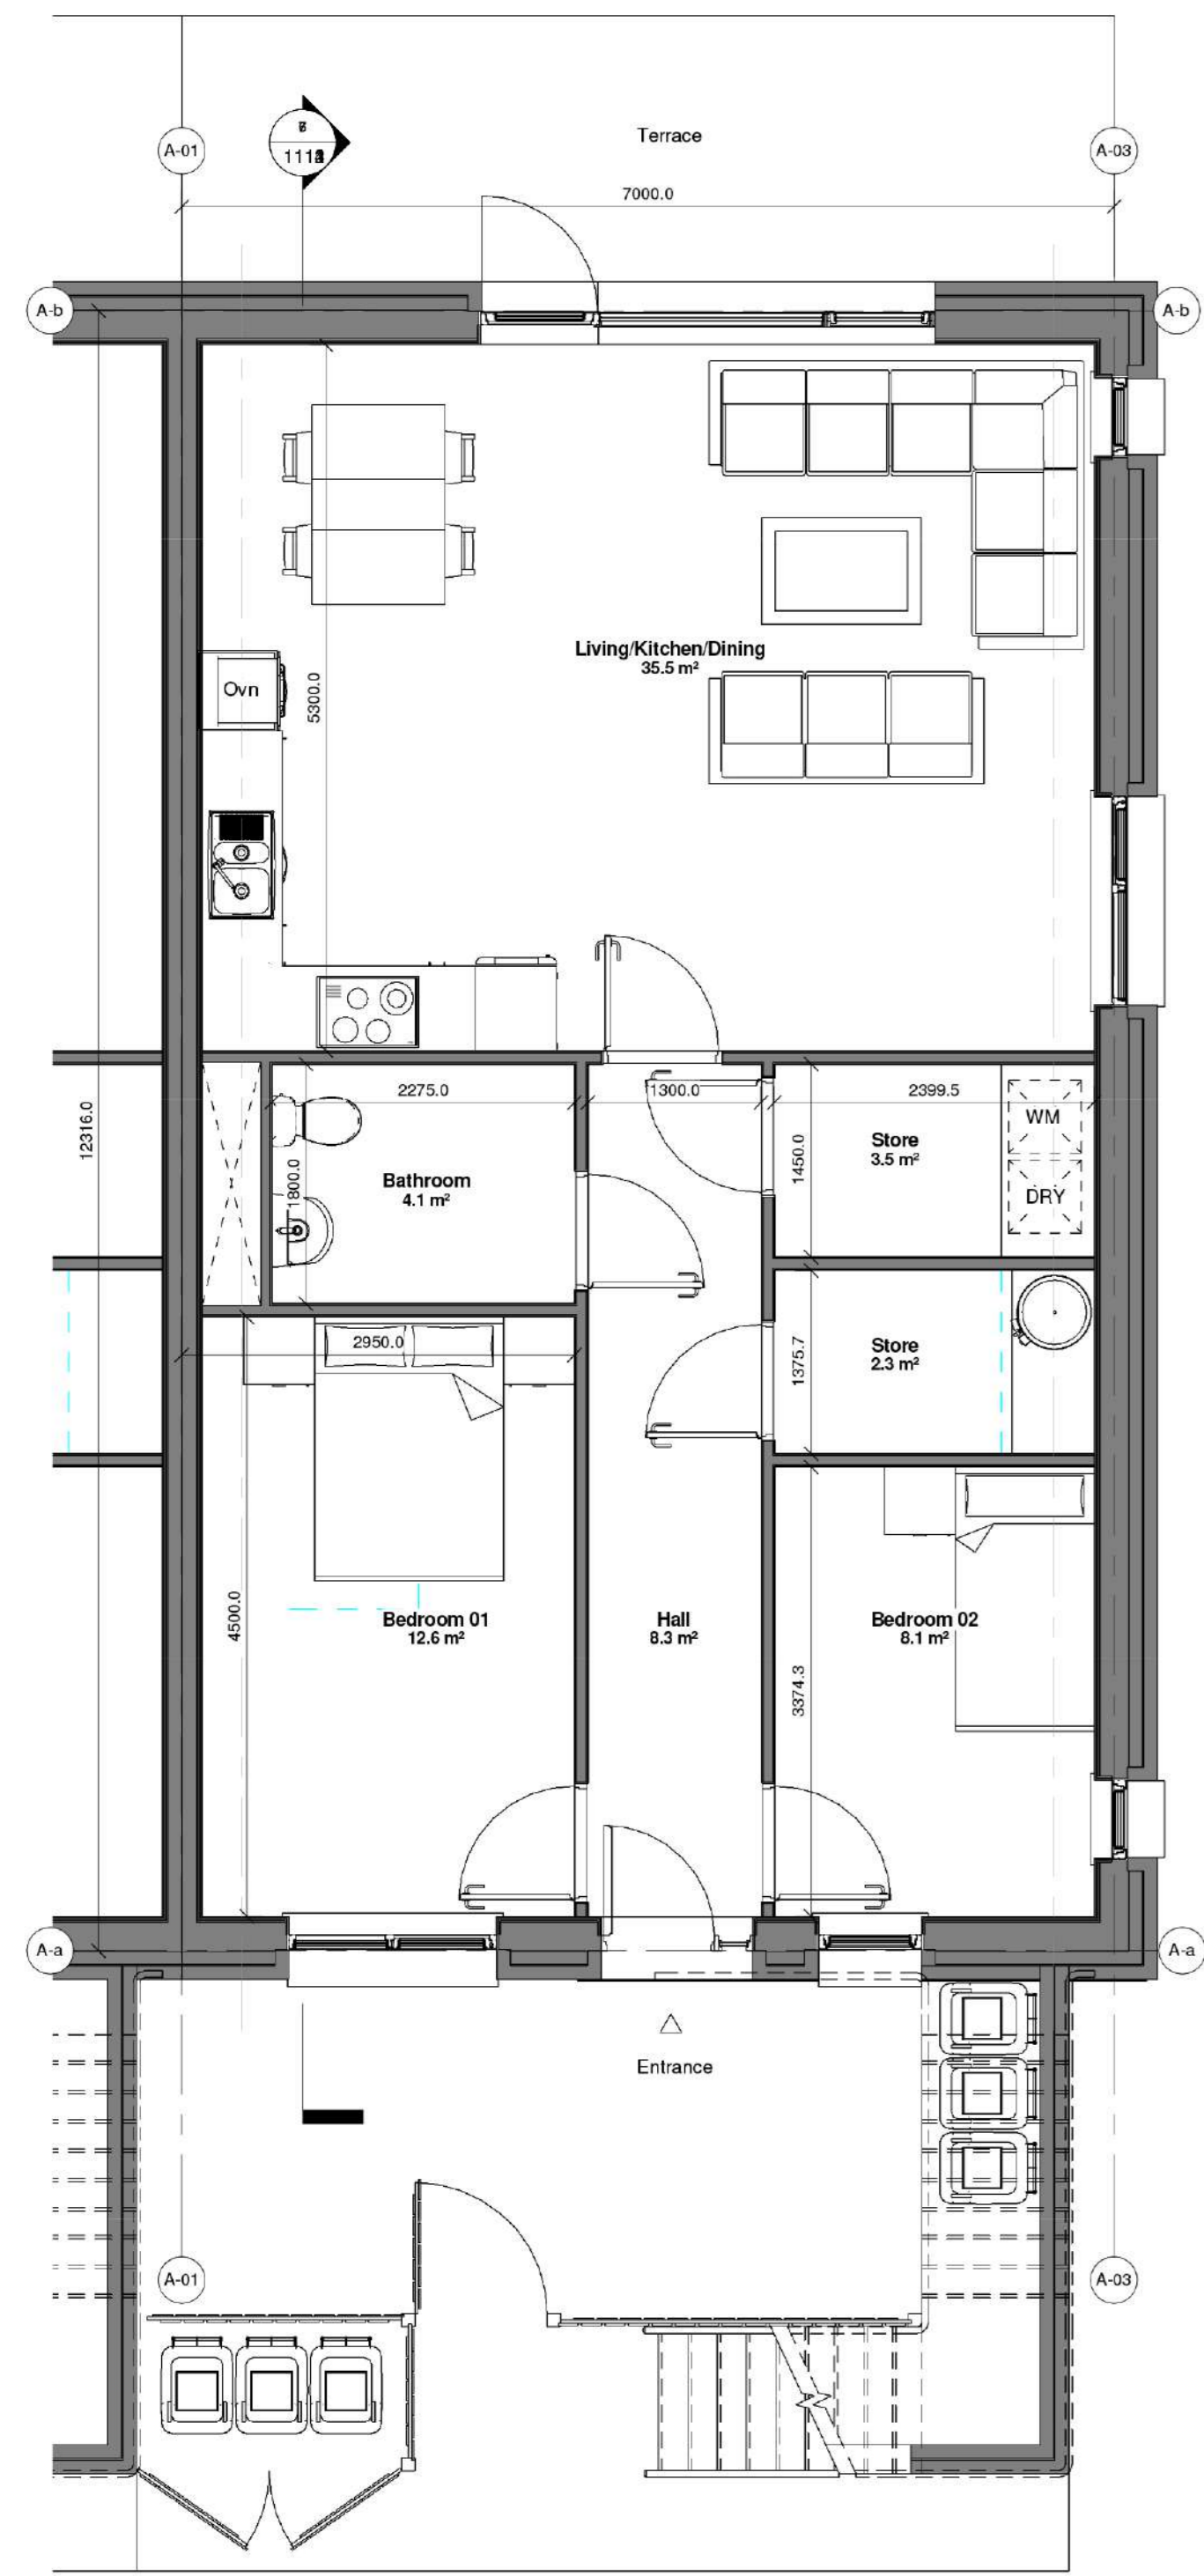 Terrace
A-01
A-03
7000.0
A-b
A-b
Living/Kitchen/Dining
35.5 m²
Ovn
5300.0
12316.0
2275.0
1300.0
2399.5
WM
Store
3.5 m²
1450.0
DRY
Bathroom
4.1 m²
1800.0
2950.0
Store
2.3 m²
1375.7
4500.0
Bedroom 01
12.6 m²
Hall
8.3 m²
Bedroom 02
8.1 m²
3374.3
A-a
A-a
Entrance
A-01
A-03